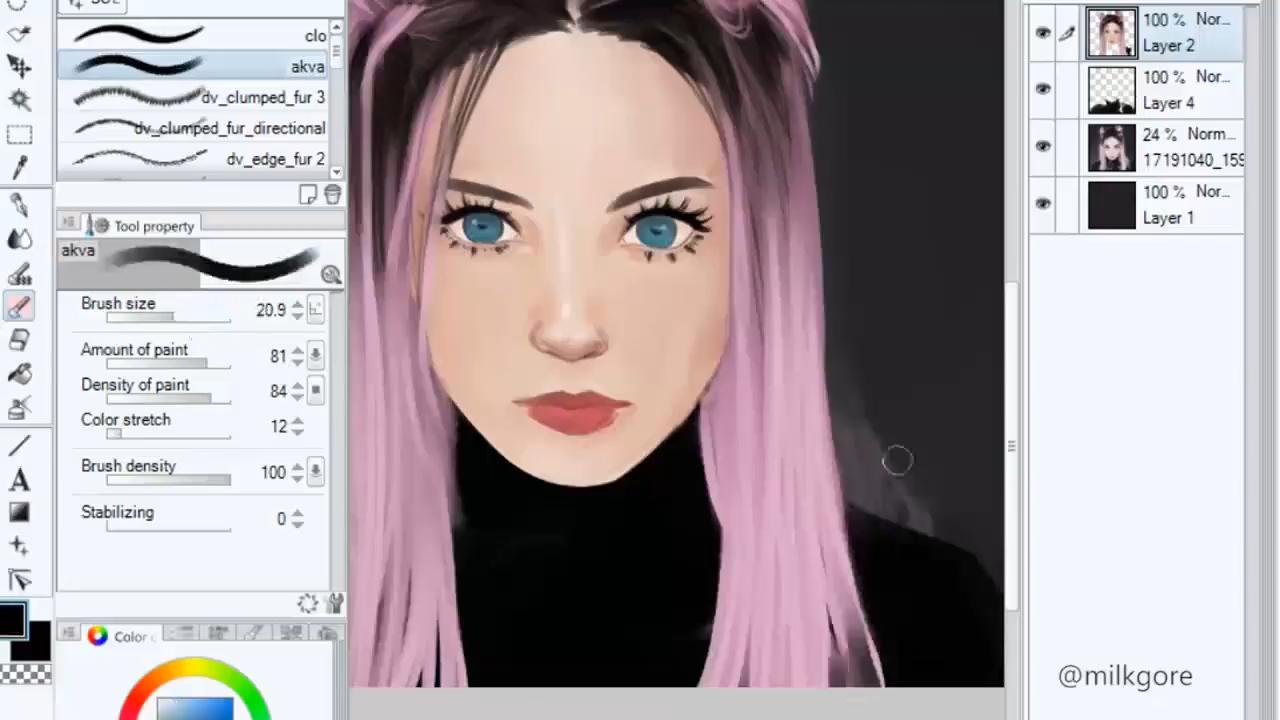 clo
akva
dv_clumped_fur 3
dv_clumped_fur_directional
dv_edge_fur 2
Tool property
akva
Brush size
20.9
Amount of paint
81
Density of paint
84
Color stretch
12
Brush density
100
Stabilizing
0
Color
100 % Nor...
Layer 2
100 % Nor...
Layer 4
24 % Norm...
17191040_159
100 % Nor...
Layer 1
@milkgore